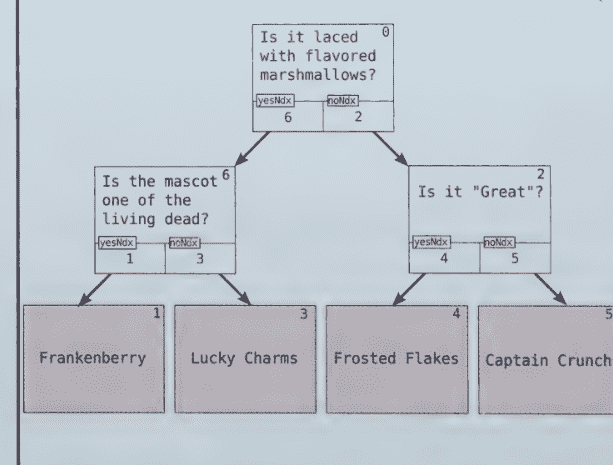 0
Is it laced
with flavored
marshmallows?
yesNdx noNdx
6 2
6
Is the mascot
one of the
living dead?
yesNdx noNdx
1 3
2
Is it "Great"?
yesNdx noNdx
4 5
1
Frankenberry
3
Lucky Charms
4
Frosted Flakes
5
Captain Crunch